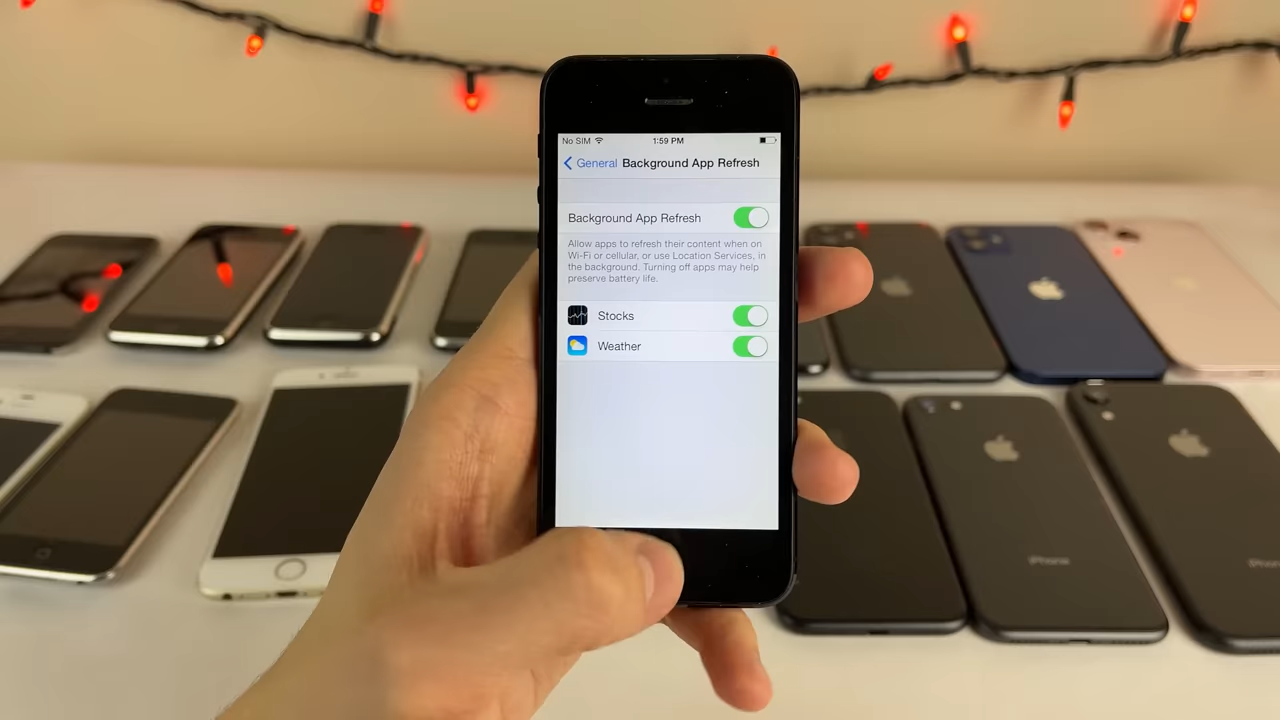 No SIM 1:59 PM
General Background App Refresh
Background App Refresh
Allow apps to refresh their content when on
Wi-Fi or cellular, or use Location Services, in
the background. Turning off apps may help
preserve battery life.
Stocks
Weather
iPhone